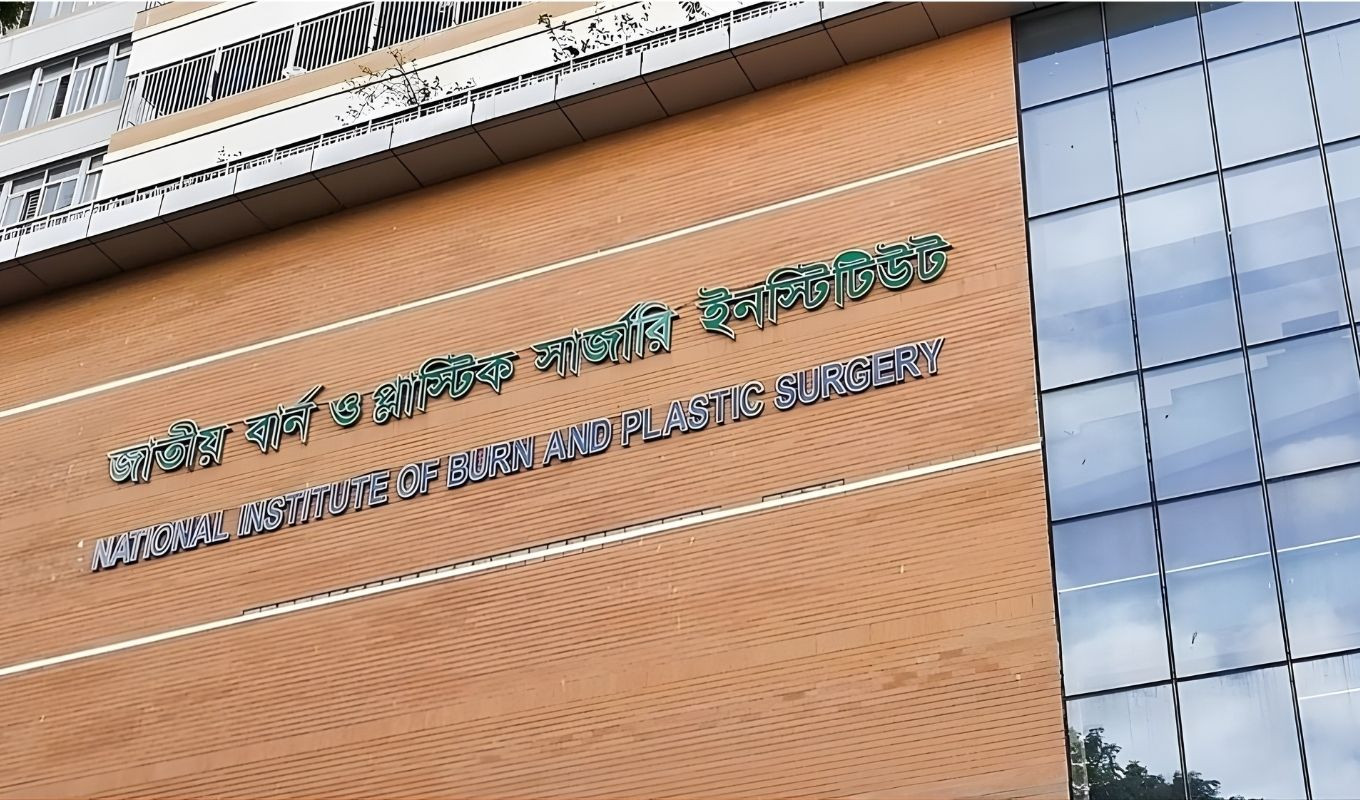 জাতীয় বার্ন ও প্লাস্টিক সার্জারি ইনস্টিটিউট
NATIONAL INSTITUTE OF BURN AND PLASTIC SURGERY